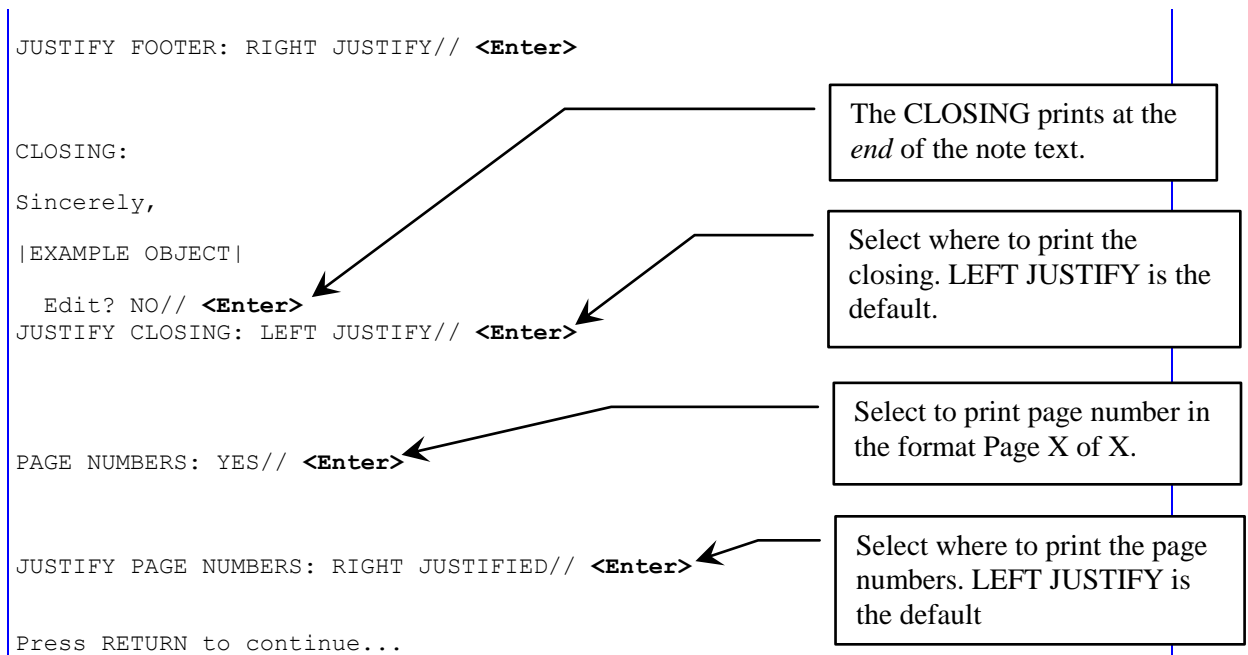 JUSTIFY FOOTER: RIGHT JUSTIFY// <Enter>
The CLOSING prints at the
end of the note text.
CLOSING:
Sincerely,
|EXAMPLE OBJECT|
Edit? NO// <Enter>
JUSTIFY CLOSING: LEFT JUSTIFY// <Enter>
Select where to print the
closing. LEFT JUSTIFY is the
default.
PAGE NUMBERS: YES// <Enter>
Select to print page number in
the format Page X of X.
JUSTIFY PAGE NUMBERS: RIGHT JUSTIFIED// <Enter>
Select where to print the page
numbers. LEFT JUSTIFY is
the default
Press RETURN to continue...